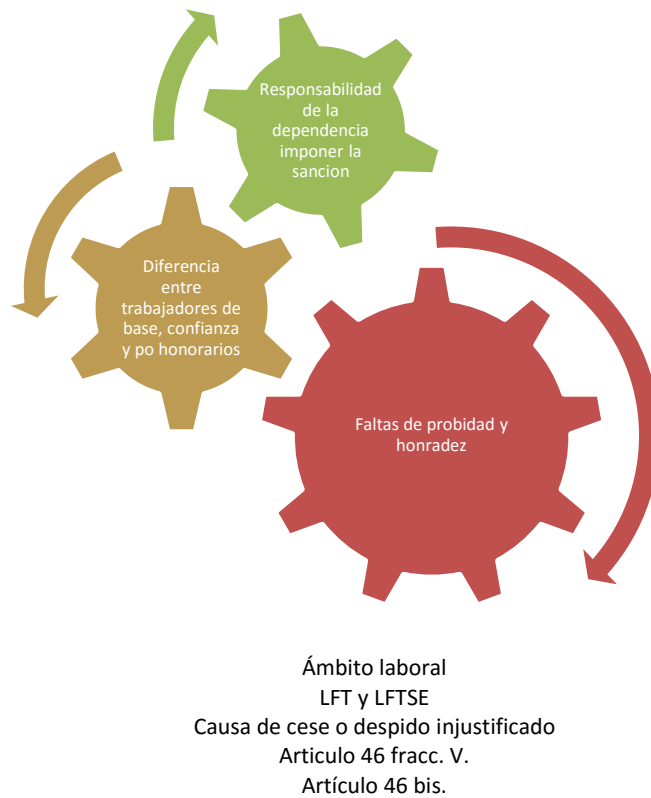 Responsabilidad
de la
dependencia
imponer la
sancion
Diferencia
entre
trabajadores de
base, confianza
y po honorarios
Faltas de probidad y
honradez
Ámbito laboral
LFT y LFTSE
Causa de cese o despido injustificado
Articulo 46 fracc. V.
Artículo 46 bis.